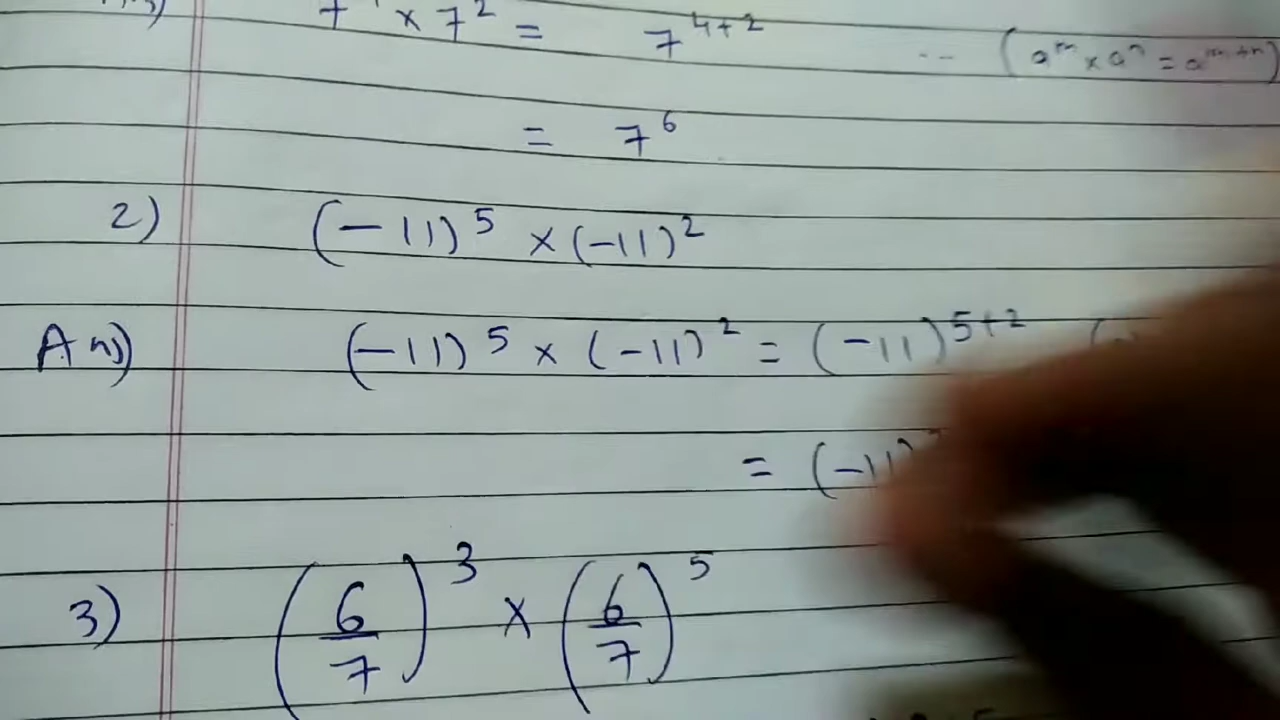 7 × 7² = 7⁴⁺² ... (aᵐ × aⁿ = aᵐ⁺ⁿ)
= 7⁶
2) (-11)⁵ × (-11)²
Ans) (-11)⁵ × (-11)² = (-11)⁵⁺²
= (-11)
3) (6/7)³ × (6/7)⁵